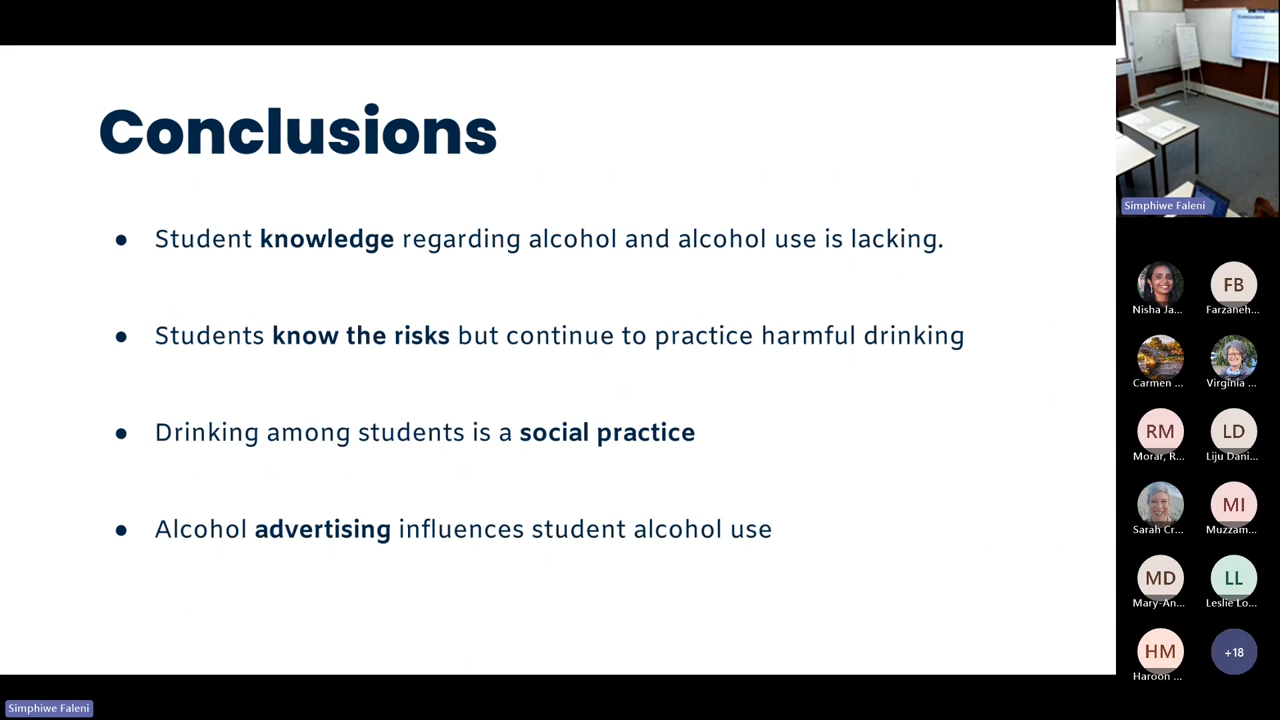 Conclusions
● Student knowledge regarding alcohol and alcohol use is lacking.
● Students know the risks but continue to practice harmful drinking
● Drinking among students is a social practice
● Alcohol advertising influences student alcohol use
Simphiwe Faleni
Conclusions
Simphiwe Faleni
Nisha Ja...
FB
Farzaneh...
Carmen ...
Virginia ...
RM
Morar, R...
LD
Liju Dani...
Sarah Cr...
MI
Muzzam...
MD
Mary-An...
LL
Leslie Lo...
HM
Haroon ...
+18